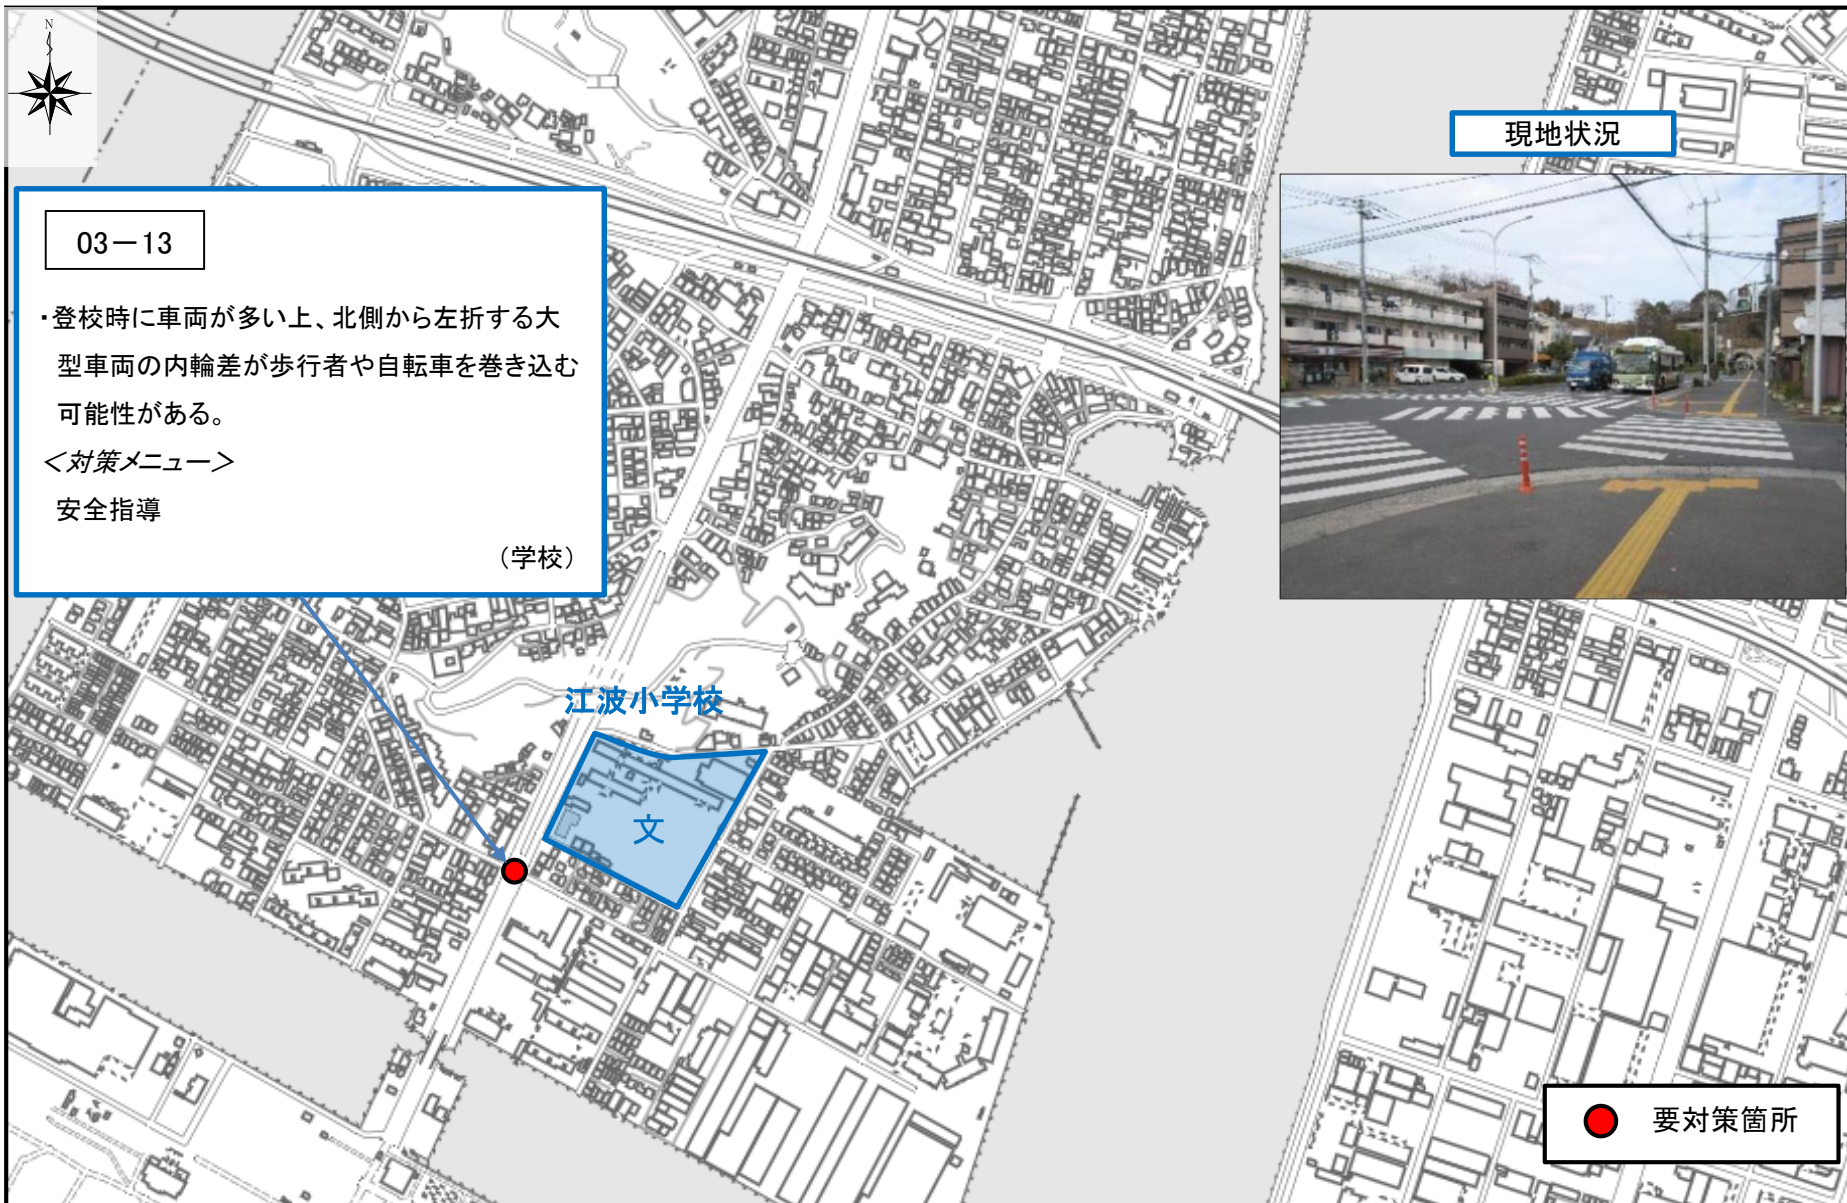 N
03－13
・登校時に車両が多い上、北側から左折する大
型車両の内輪差が歩行者や自転車を巻き込む
可能性がある。
＜対策メニュー＞
安全指導
（学校）
現地状況
P
江波小学校
文
要対策箇所